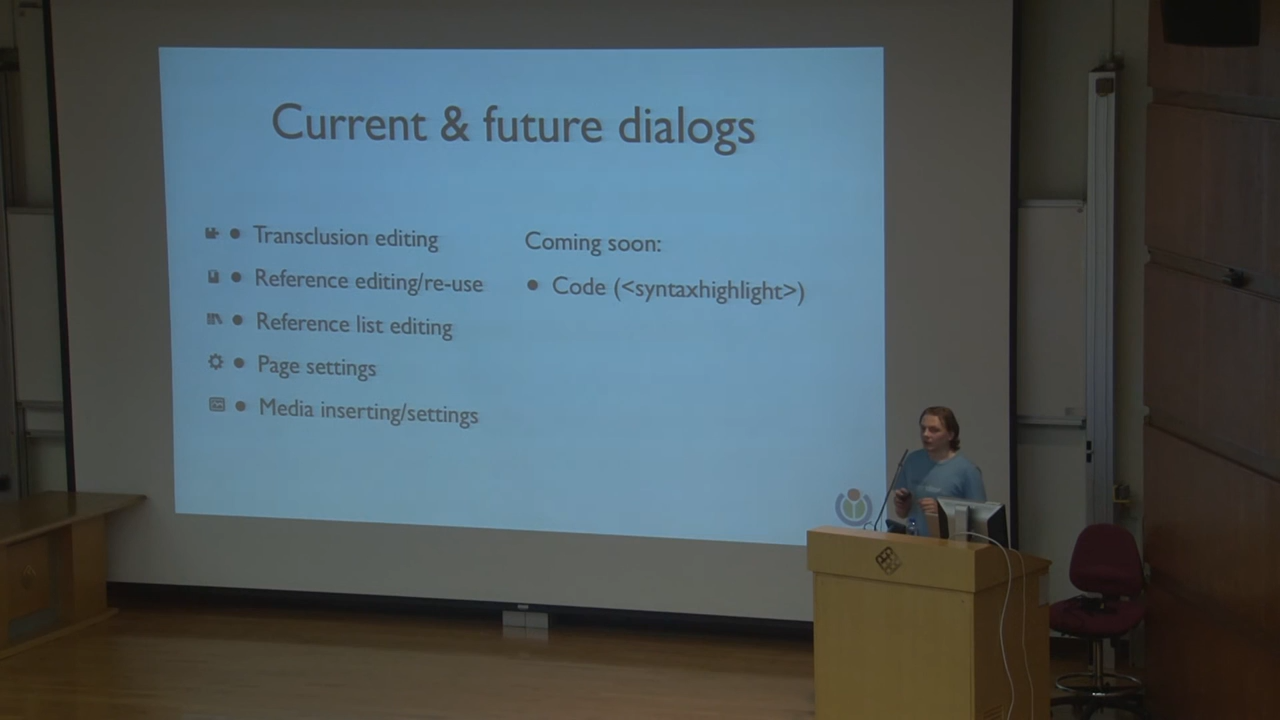 Current & future dialogs
Transclusion editing
Reference editing/re-use
Reference list editing
Page settings
Media inserting/settings
Coming soon:
Code (<syntaxhighlight>)